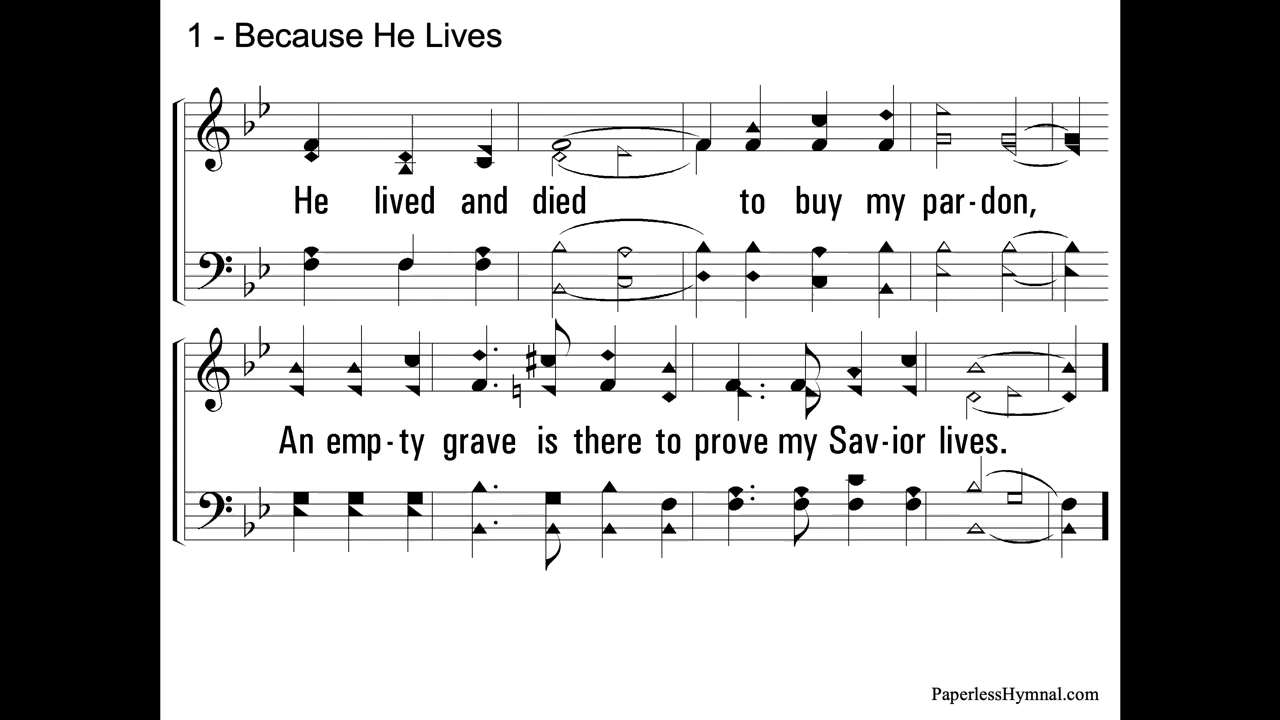 1 - Because He Lives
He lived and died to buy my par-don,
An emp-ty grave is there to prove my Sav-ior lives.
PaperlessHymnal.com